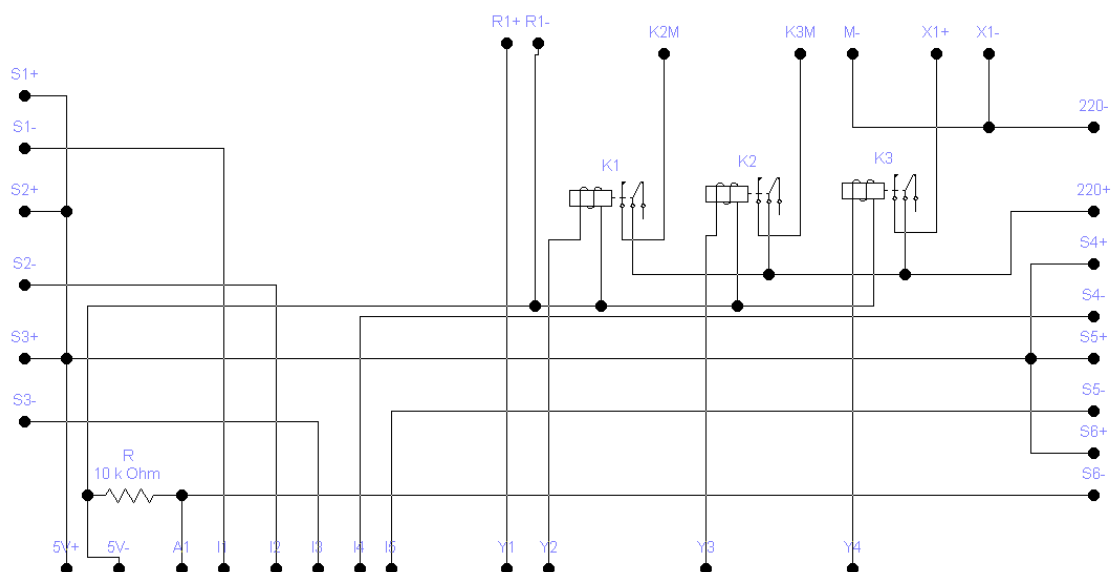 R1+ R1-
K2M
K3M
M-
X1+
X1-
S1+
S1-
220-
K1
K2
K3
S2+
220+
S4+
S2-
S4-
S3+
S5+
S3-
S5-
S6+
R
10 k Ohm
S6-
5V+
5V-
A1
I1
I2
I3
I4
I5
Y1
Y2
Y3
Y4